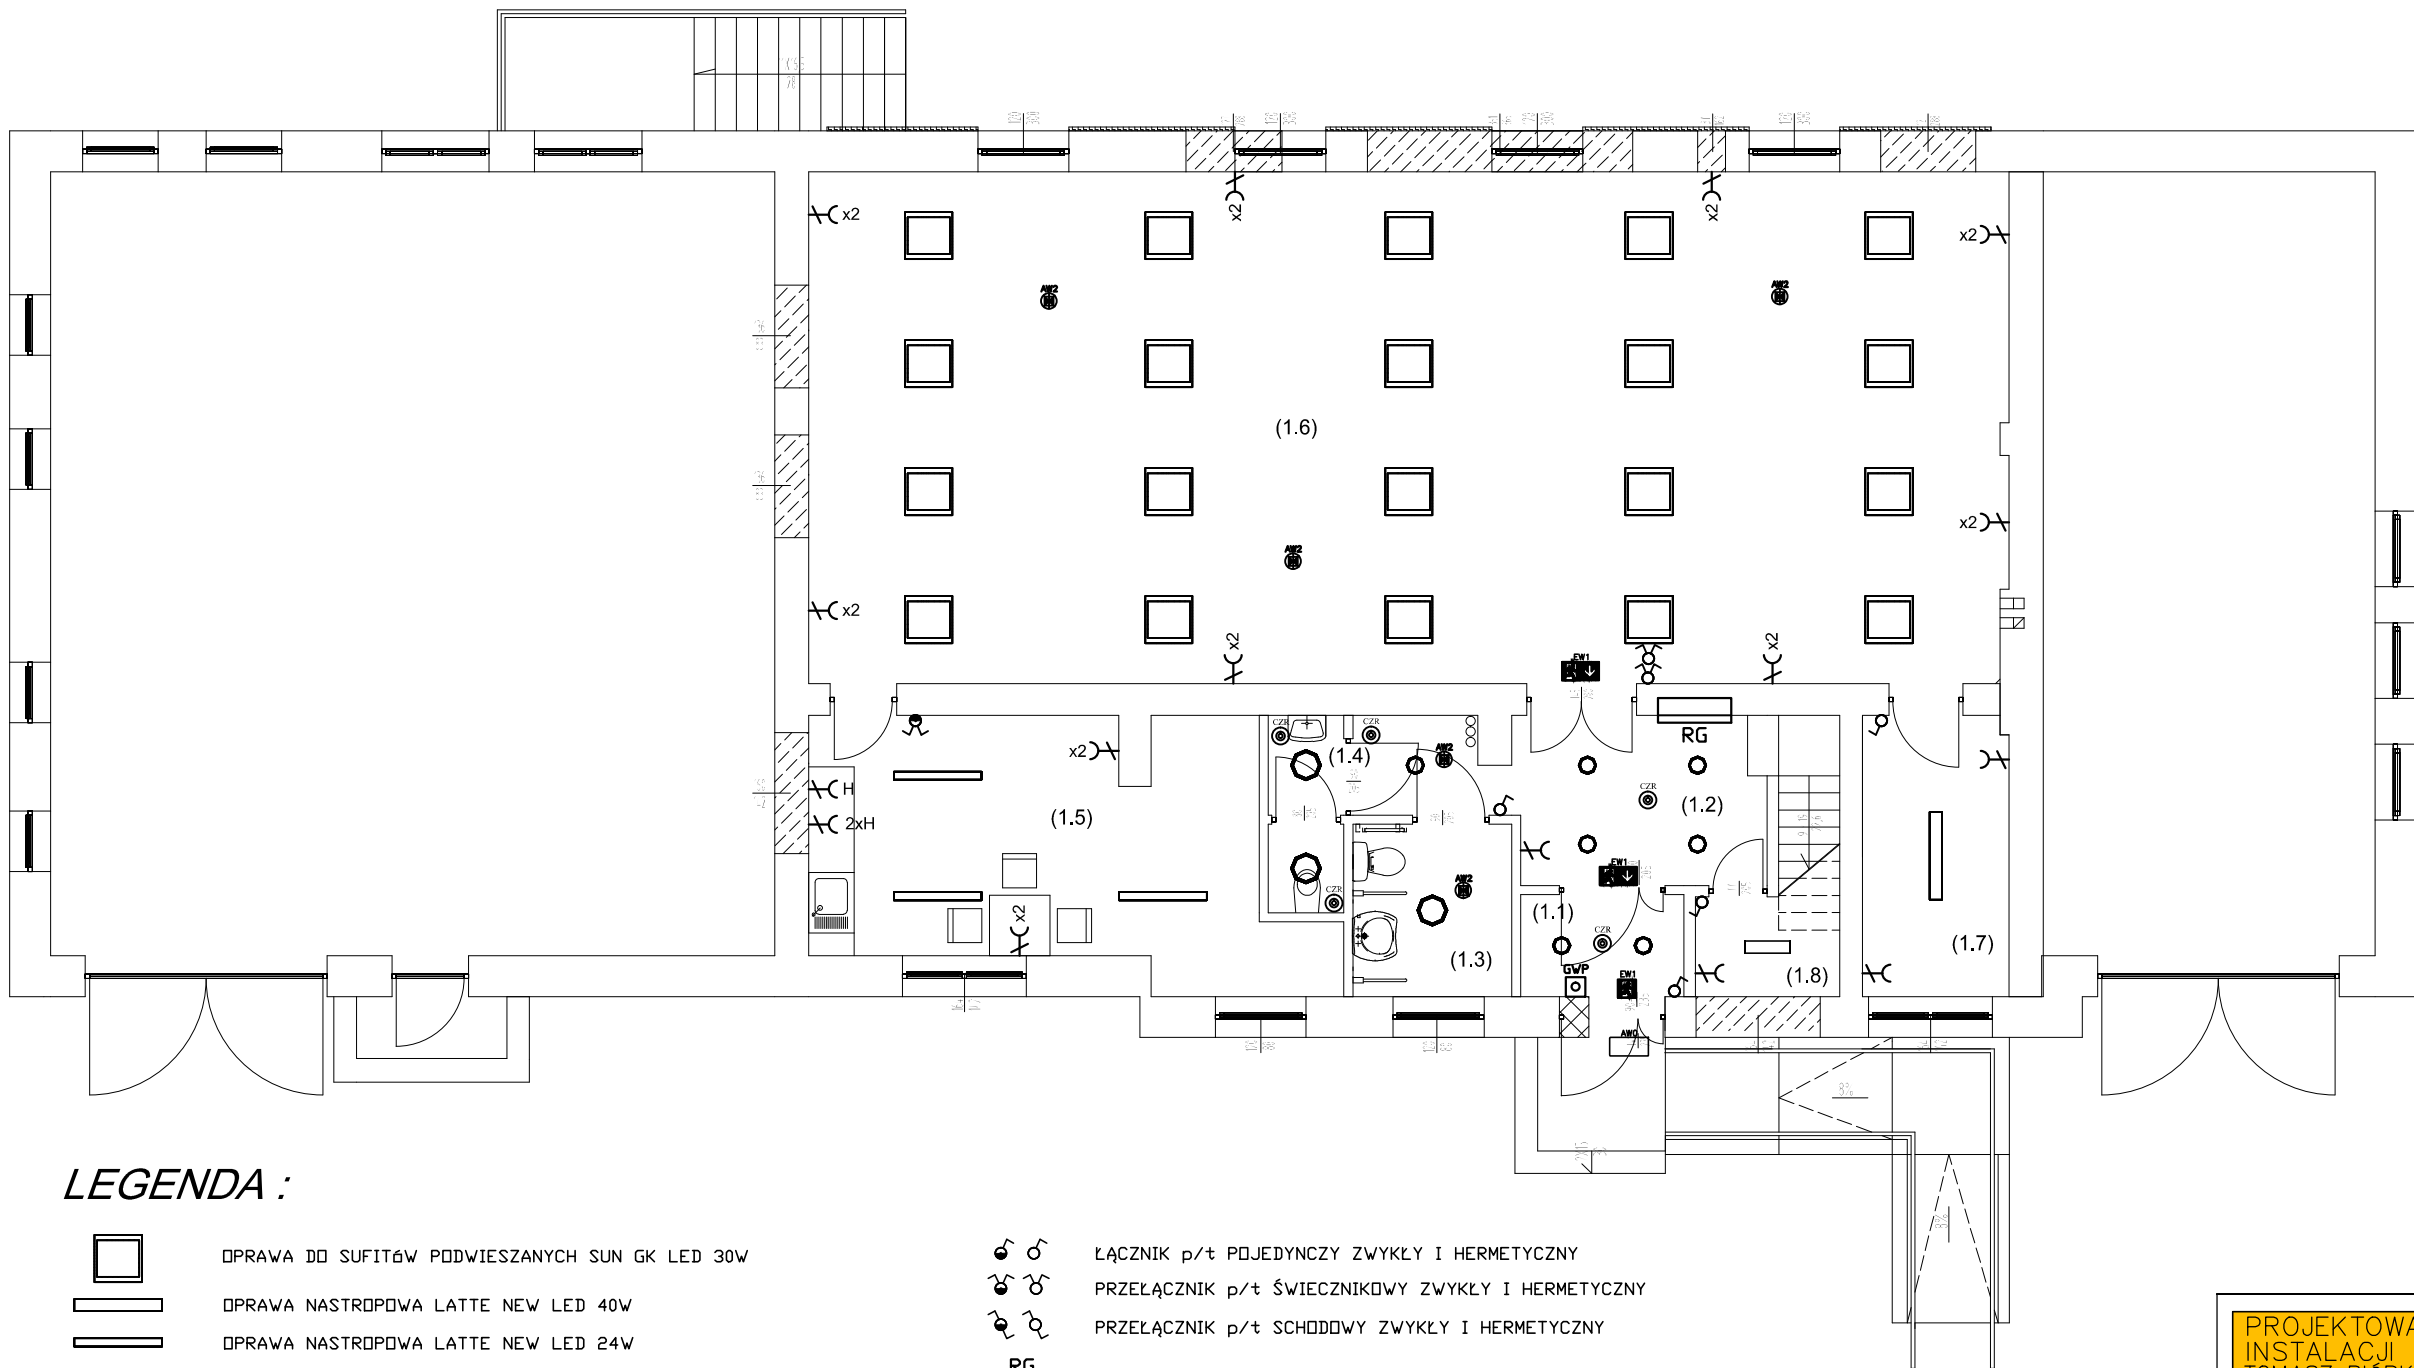 x2
x2
x2
x2
AW2
AW2
(1.6)
x2
AW2
x2
x2
x2
EW1
RG
CZR
CZR
x2
(1.4)
AW2
H
CZR
(1.2)
(1.5)
2xH
EW1
AW2
CZR
x2
(1.1)
CZR
(1.7)
(1.3)
GWP
EW1
(1.8)
AWO
8%
8%
LEGENDA :
OPRAWA DO SUFITóW PODWIESZANYCH SUN GK LED 30W
OPRAWA NASTROPOWA LATTE NEW LED 40W
OPRAWA NASTROPOWA LATTE NEW LED 24W
ŁĄCZNIK p/t POJEDYNCZY ZWYKŁY I HERMETYCZNY
PRZEŁĄCZNIK p/t ŚWIECZNIKOWY ZWYKŁY I HERMETYCZNY
PRZEŁĄCZNIK p/t SCHODOWY ZWYKŁY I HERMETYCZNY
RG
PROJEKTOWA
INSTALACJI
TOMASZ